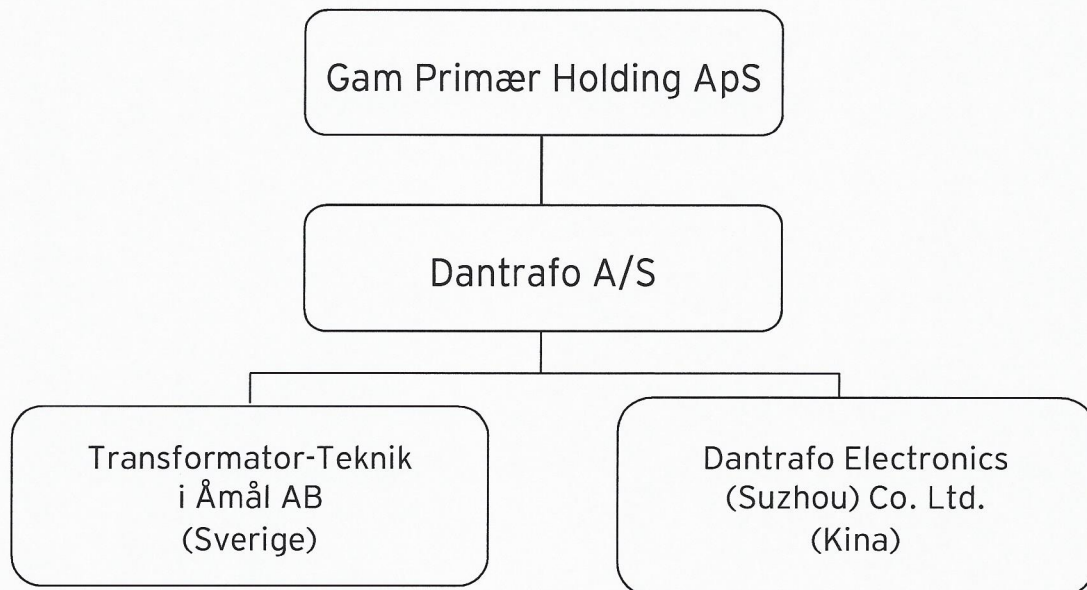 Gam Primær Holding ApS
Dantrafo A/S
Transformator-Teknik
i Åmål AB
(Sverige)
Dantrafo Electronics
(Suzhou) Co. Ltd.
(Kina)